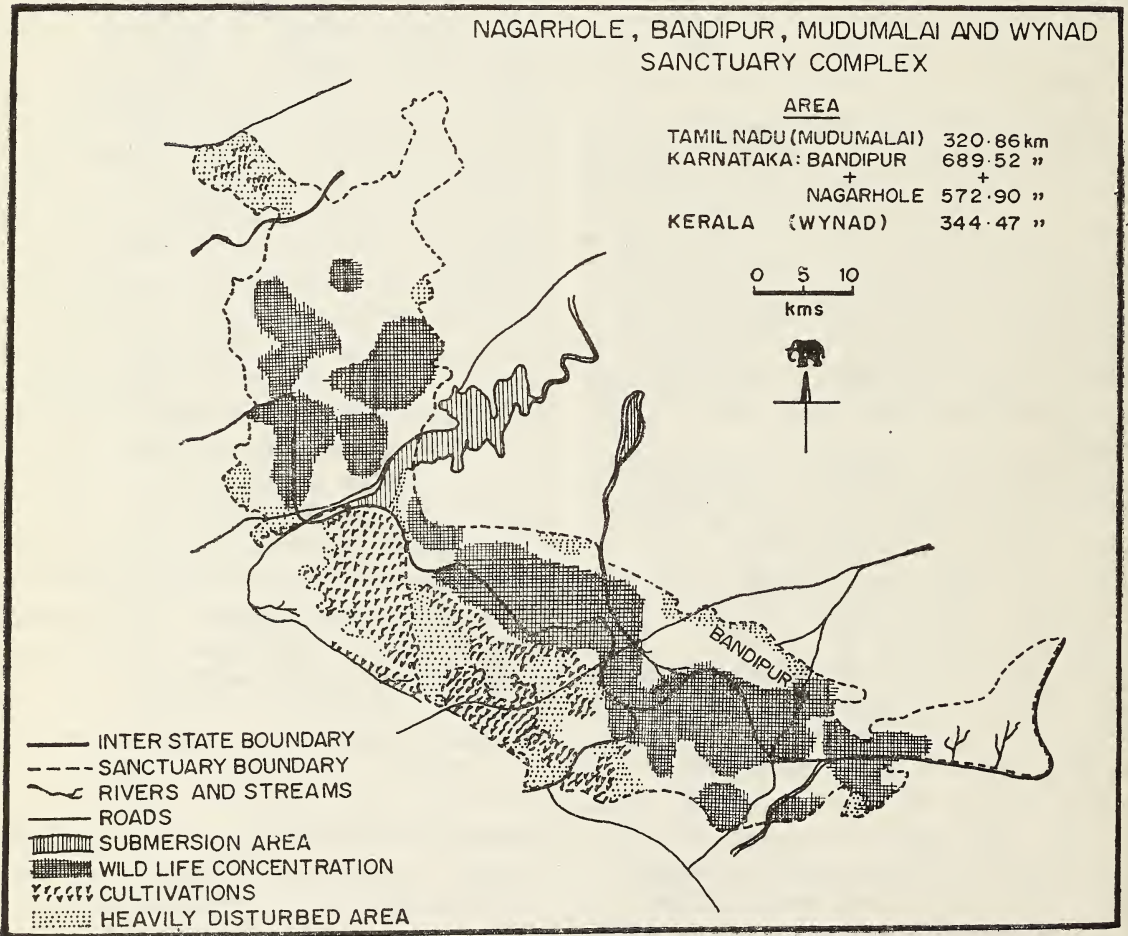 NAGARHOLE, BANDIPUR, MUDUMALAI AND WYNAD
SANCTUARY COMPLEX
AREA
TAMIL NADU (MUDUMALAI) 320·86 km
KARNATAKA: BANDIPUR 689·52 "
+ +
NAGARHOLE 572·90 "
KERALA (WYNAD) 344·47 "
0 5 10
kms
BANDIPUR
INTER STATE BOUNDARY
SANCTUARY BOUNDARY
RIVERS AND STREAMS
ROADS
SUBMERSION AREA
WILD LIFE CONCENTRATION
CULTIVATIONS
HEAVILY DISTURBED AREA